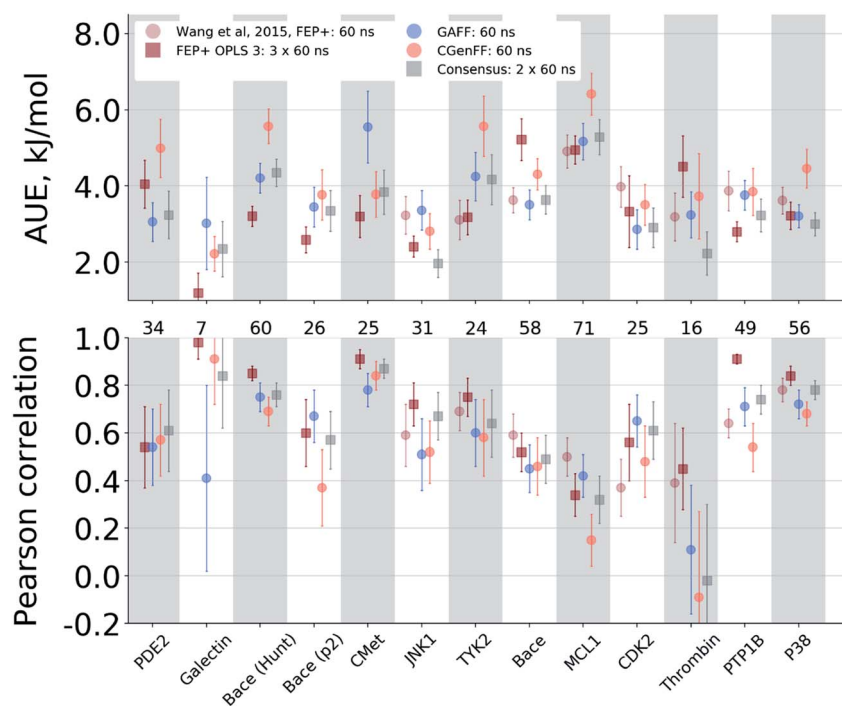 Wang et al, 2015, FEP+: 60 ns
FEP+ OPLS 3: 3 x 60 ns
GAFF: 60 ns
CGenFF: 60 ns
Consensus: 2 x 60 ns
AUE, kJ/mol
8.0
6.0
4.0
2.0
34 7 60 26 25 31 24 58 71 25 16 49 56
Pearson correlation
1.0
0.8
0.6
0.4
0.2
0.0
-0.2
PDE2
Galectin
Bace (Hunt)
Bace (p2)
CMet
JNK1
TYK2
Bace
MCL1
CDK2
Thrombin
PTP1B
P38